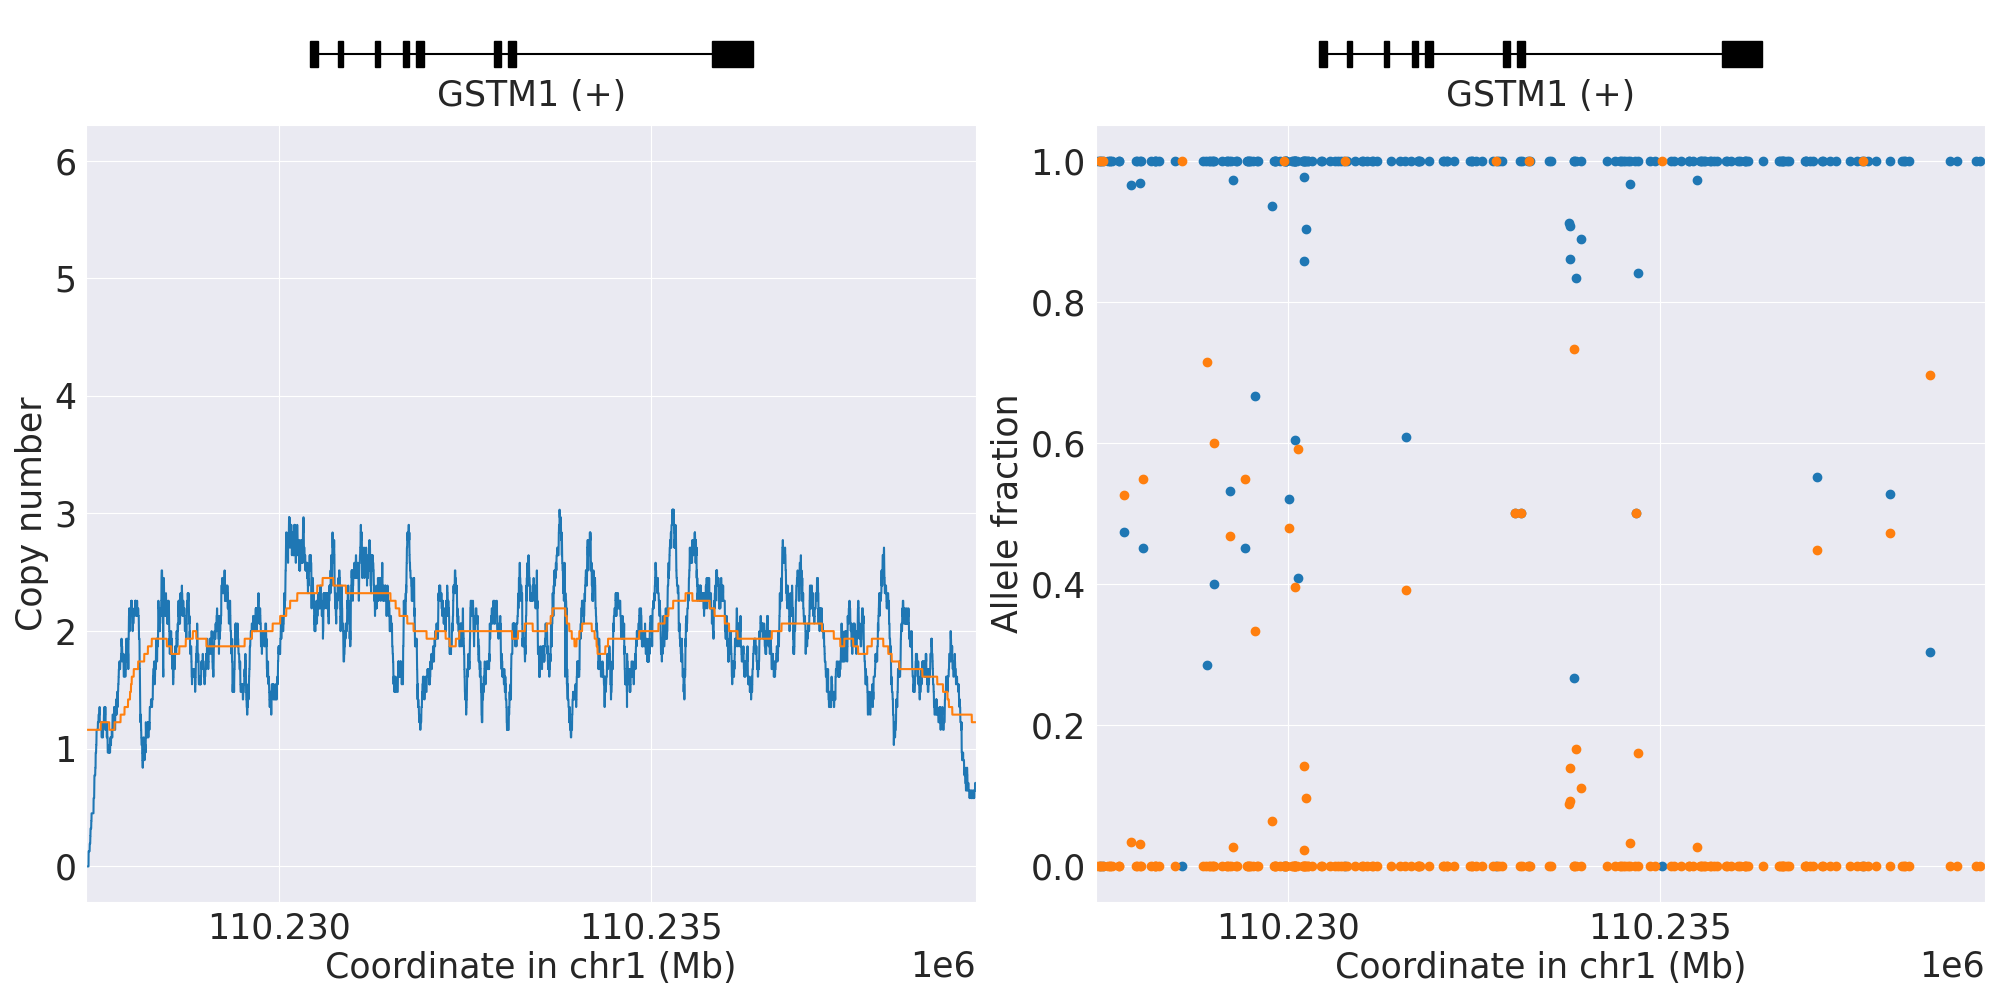 GSTM1 (+)
6
5
4
3
2
1
0
Copy number
110.230
110.235
Coordinate in chr1 (Mb)
1e6
GSTM1 (+)
1.0
0.8
0.6
0.4
0.2
0.0
Allele fraction
110.230
110.235
Coordinate in chr1 (Mb)
1e6